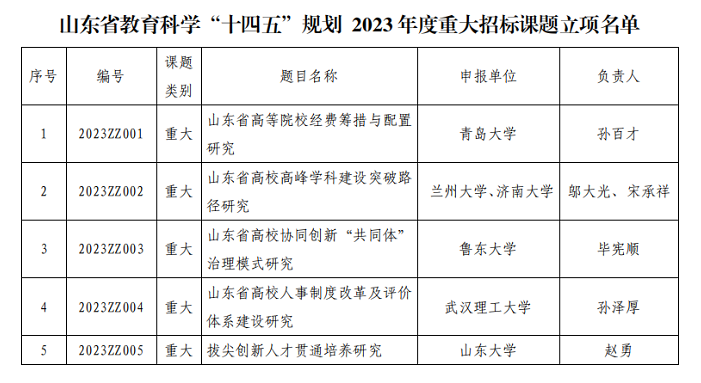 山东省教育科学“十四五”规划 2023 年度重大招标课题立项名单
序号 编号 课题类别 题目名称 申报单位 负责人
1 2023ZZ001 重大 山东省高等院校经费筹措与配置研究 青岛大学 孙百才
2 2023ZZ002 重大 山东省高校高峰学科建设突破路径研究 兰州大学、济南大学 邬大光、宋承祥
3 2023ZZ003 重大 山东省高校协同创新“共同体”治理模式研究 鲁东大学 毕宪顺
4 2023ZZ004 重大 山东省高校人事制度改革及评价体系建设研究 武汉理工大学 孙泽厚
5 2023ZZ005 重大 拔尖创新人才贯通培养研究 山东大学 赵勇